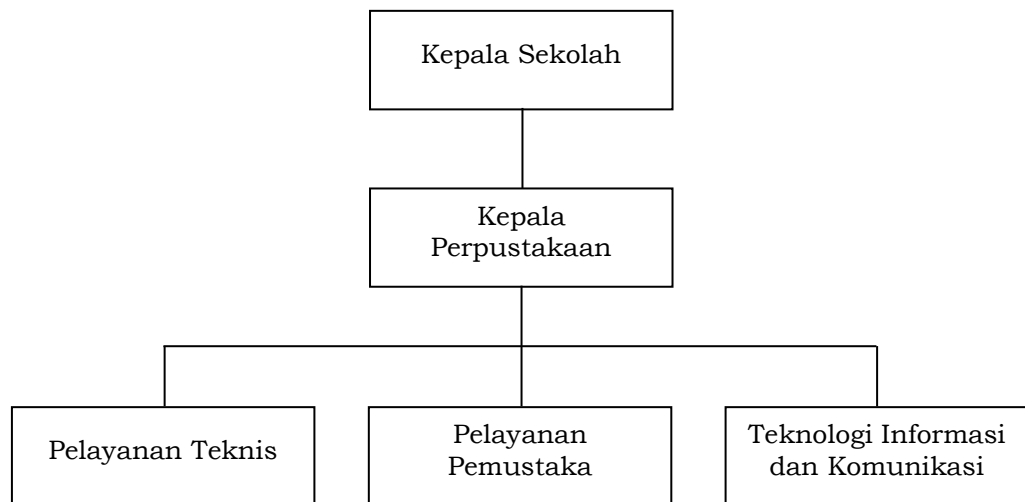 Kepala Sekolah
Kepala
Perpustakaan
Pelayanan Teknis
Pelayanan
Pemustaka
Teknologi Informasi
dan Komunikasi